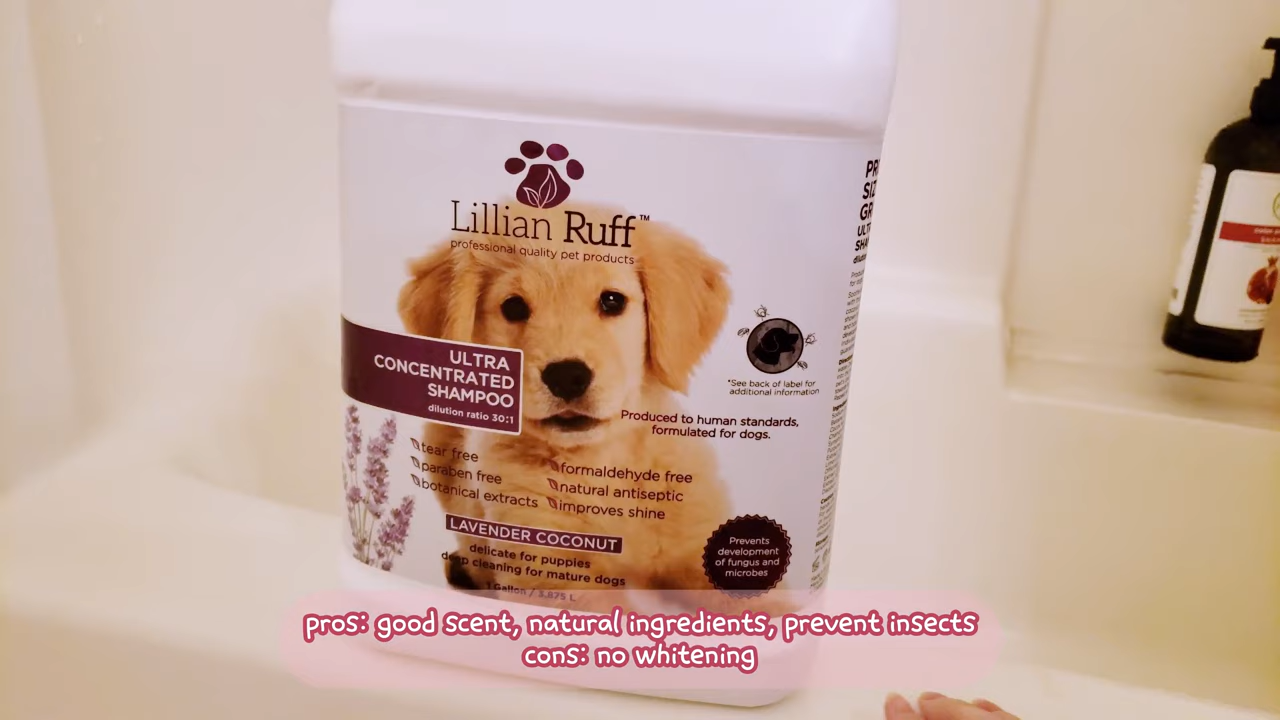 Lillian Ruff™
professional quality pet products
ULTRA
CONCENTRATED
SHAMPOO
dilution ratio 30:1
*See back of label for
additional information
Produced to human standards,
formulated for dogs.
tear free
paraben free
botanical extracts
formaldehyde free
natural antiseptic
improves shine
LAVENDER COCONUT
delicate for puppies
deep cleaning for mature dogs
1 Gallon / 3.875 L
Prevents
development
of fungus and
microbes
pros: good scent, natural ingredients, prevent insects
cons: no whitening